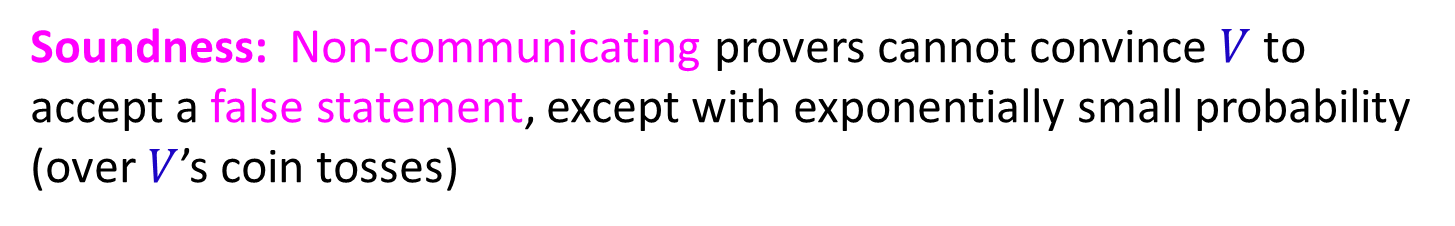 Soundness: Non-communicating provers cannot convince V to
accept a false statement, except with exponentially small probability
(over V’s coin tosses)